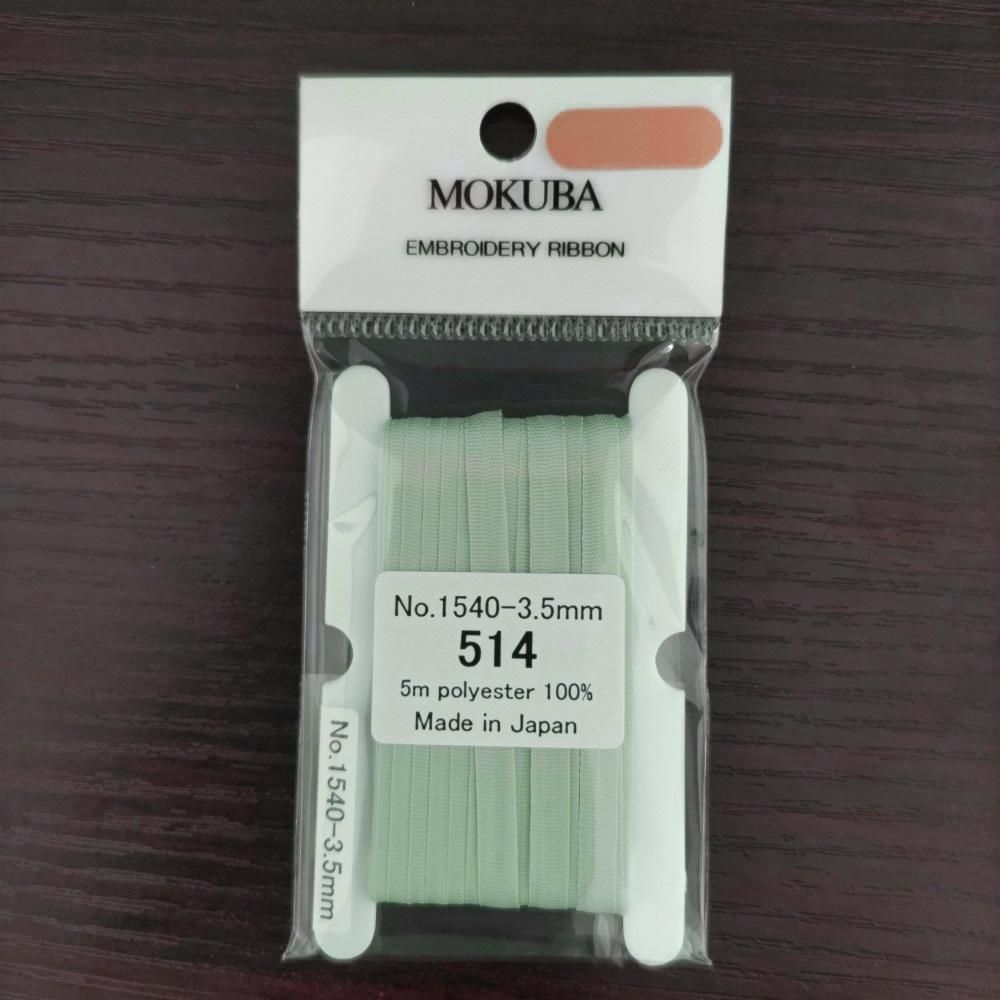 MOKUBA
EMBROIDERY RIBBON
No.1540-3.5mm
514
5m polyester 100%
Made in Japan
No.1540-3.5mm